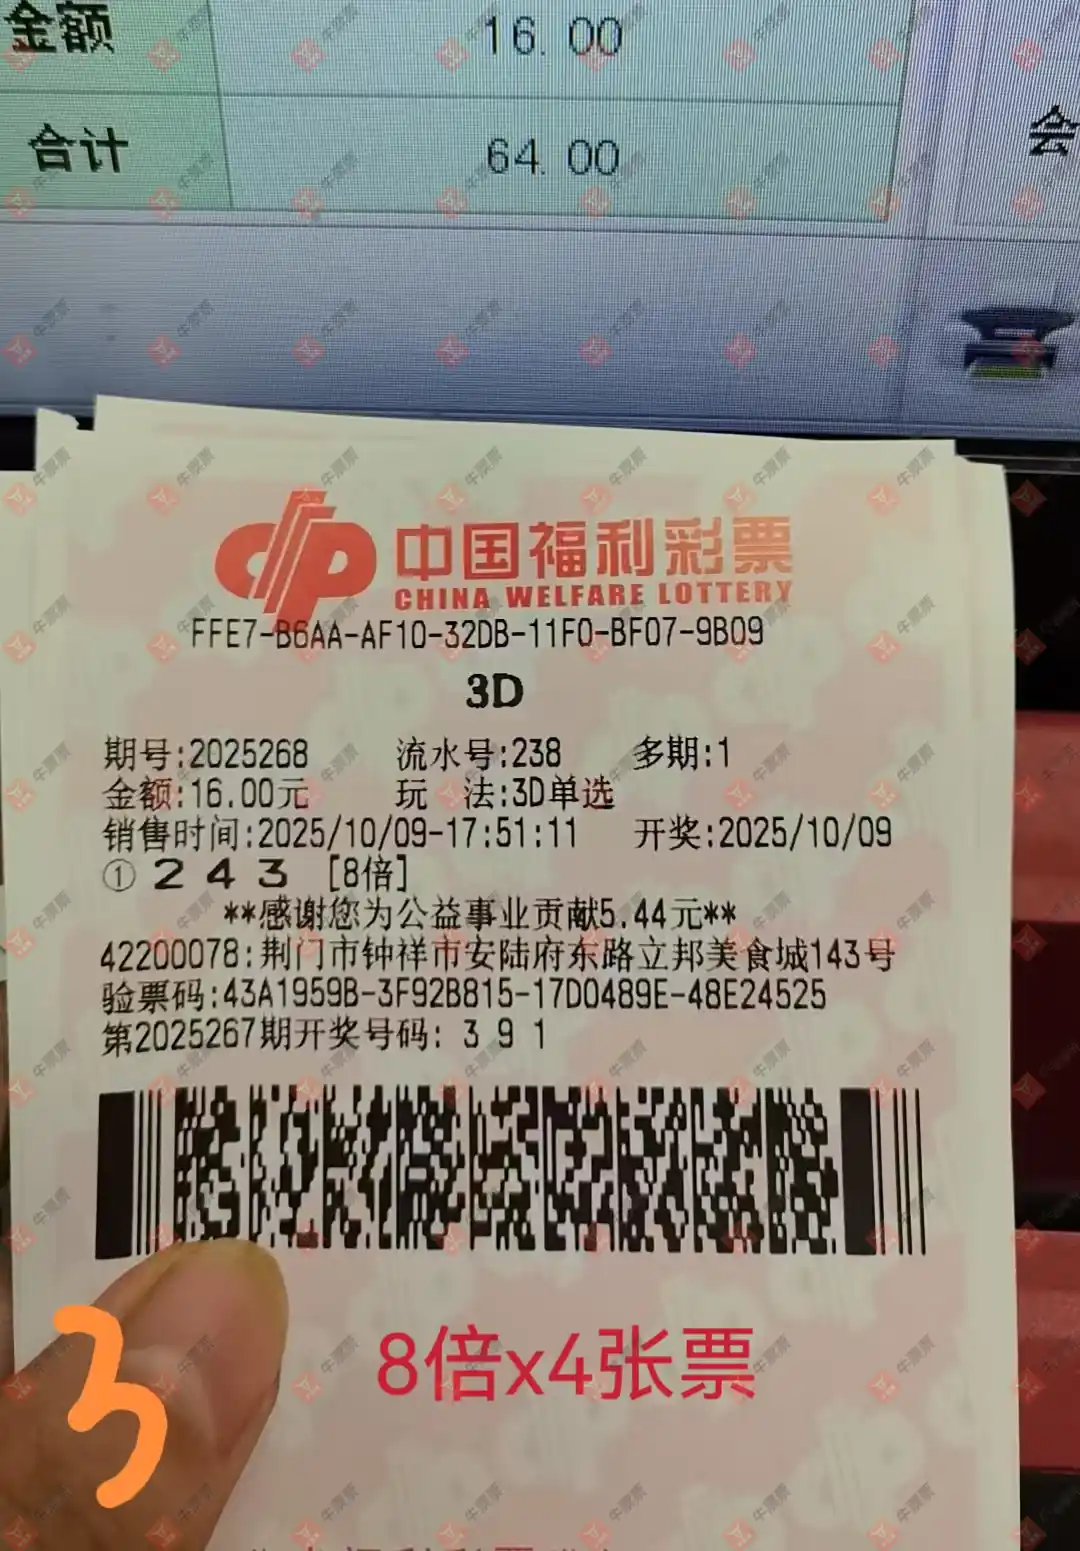 金额 16.00
合计 64.00
会
中国福利彩票
CHINA WELFARE LOTTERY
FFE7-B6AA-AF10-32DB-11F0-BF07-9B09
3D
期号:2025268 流水号:238 多期:1
金额:16.00元 玩 法:3D单选
销售时间:2025/10/09-17:51:11 开奖:2025/10/09
① 2 4 3 [8倍]
**感谢您为公益事业贡献5.44元**
42200078:荆门市钟祥市安陆府东路立邦美食城143号
验票码:43A1959B-3F92B815-17D0489E-48E24525
第2025267期开奖号码: 3 9 1
8倍x4张票
3
牛票票